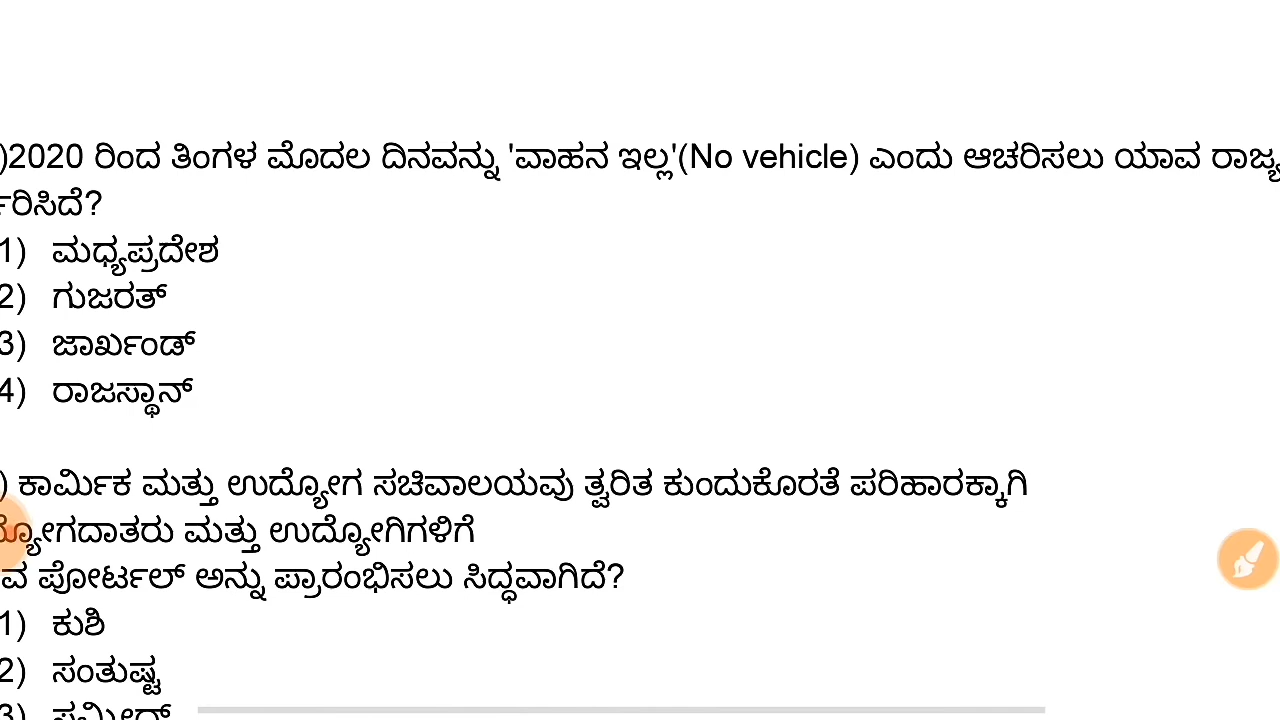 )2020 ರಿಂದ ತಿಂಗಳ ಮೊದಲ ದಿನವನ್ನು 'ವಾಹನ ಇಲ್ಲ'(No vehicle) ಎಂದು ಆಚರಿಸಲು ಯಾವ ರಾಜ್ಯ
ರಿಸಿದೆ?
1) ಮಧ್ಯಪ್ರದೇಶ
2) ಗುಜರತ್
3) ಜಾರ್ಖಂಡ್
4) ರಾಜಸ್ಥಾನ್
) ಕಾರ್ಮಿಕ ಮತ್ತು ಉದ್ಯೋಗ ಸಚಿವಾಲಯವು ತ್ವರಿತ ಕುಂದುಕೊರತೆ ಪರಿಹಾರಕ್ಕಾಗಿ
ದ್ಯೋಗದಾತರು ಮತ್ತು ಉದ್ಯೋಗಿಗಳಿಗೆ
ವ ಪೋರ್ಟಲ್ ಅನ್ನು ಪ್ರಾರಂಭಿಸಲು ಸಿದ್ಧವಾಗಿದೆ?
1) ಕುಶಿ
2) ಸಂತುಷ್ಟ
3)